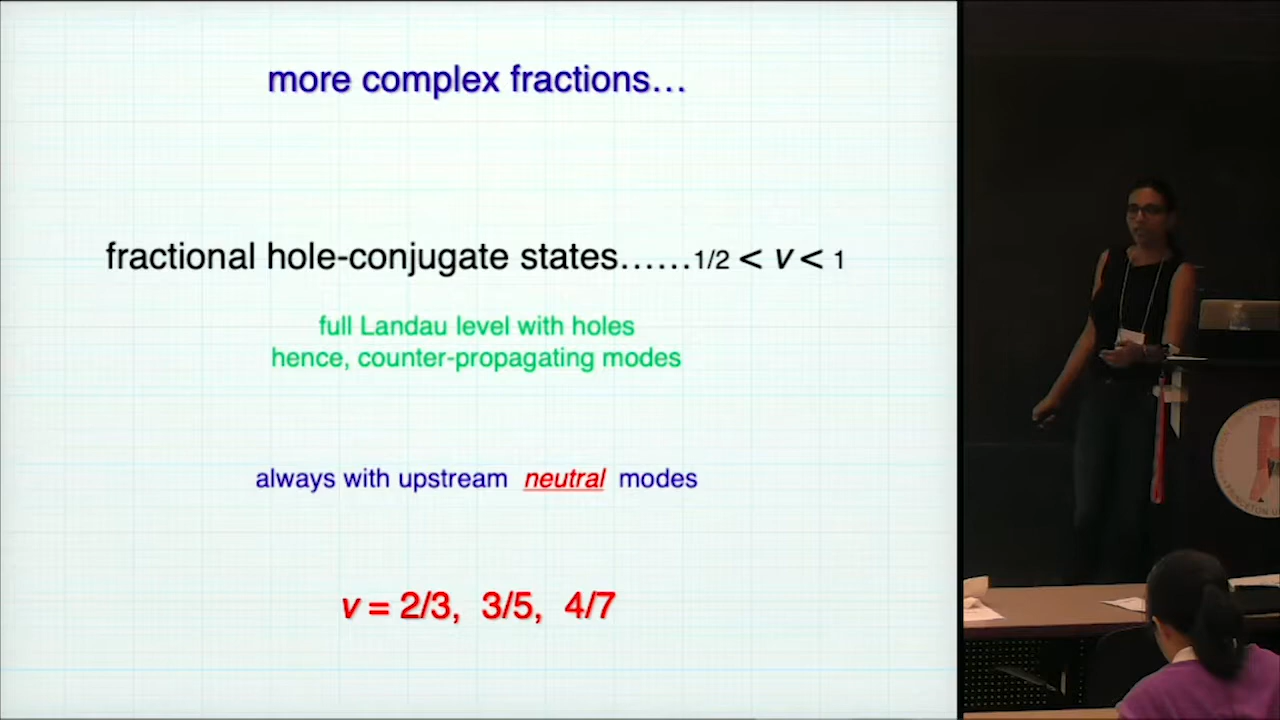 more complex fractions…
fractional hole-conjugate states……1/2 < v < 1
full Landau level with holes
hence, counter-propagating modes
always with upstream neutral modes
v = 2/3, 3/5, 4/7